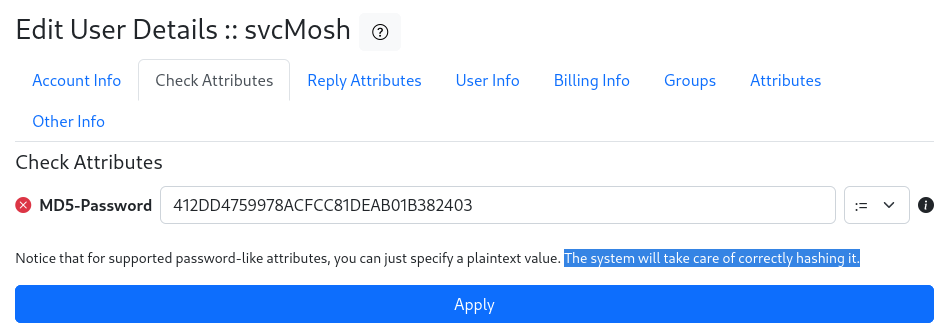 Edit User Details :: svcMosh ?
Account Info Check Attributes Reply Attributes User Info Billing Info Groups Attributes
Other Info
Check Attributes
MD5-Password 412DD4759978ACFCC81DEAB01B382403 :=
Notice that for supported password-like attributes, you can just specify a plaintext value. The system will take care of correctly hashing it.
Apply